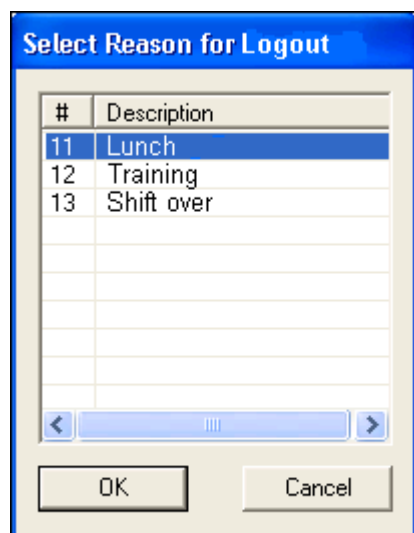 Select Reason for Logout
# Description
11 Lunch
12 Training
13 Shift over
OK Cancel